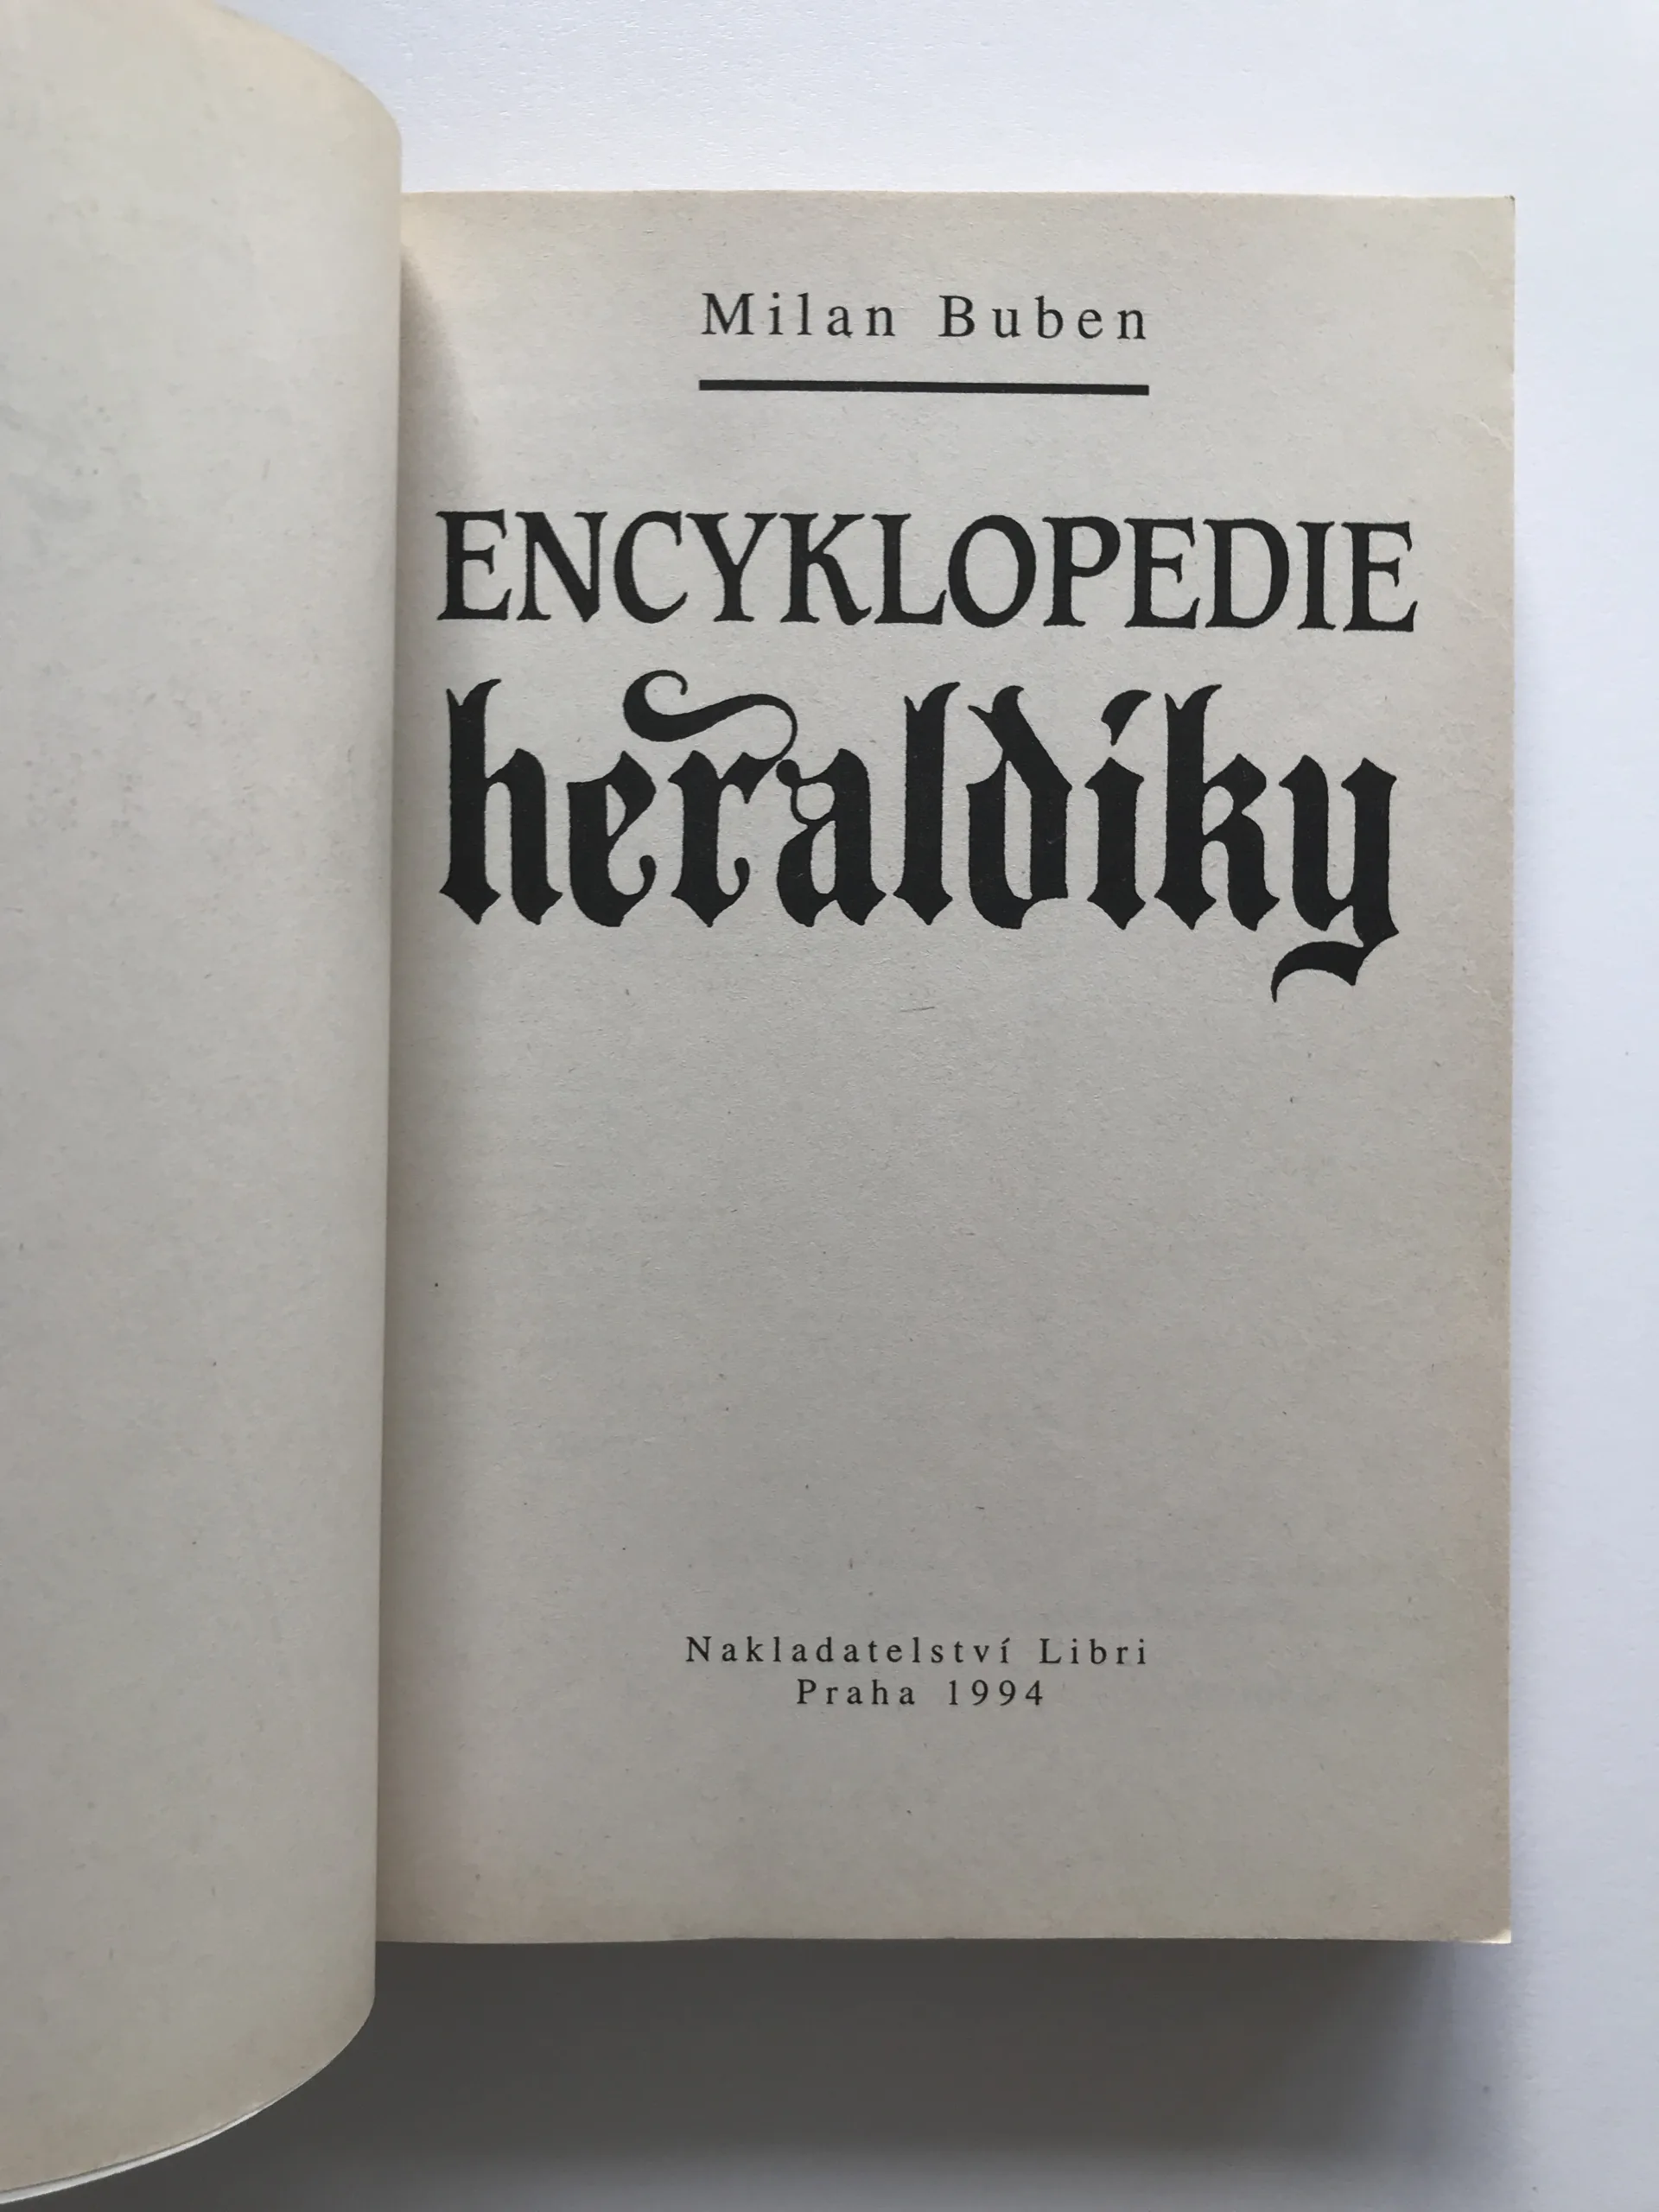 Milan Buben
ENCYKLOPEDIE
heraldiky
Nakladatelství Libri
Praha 1994